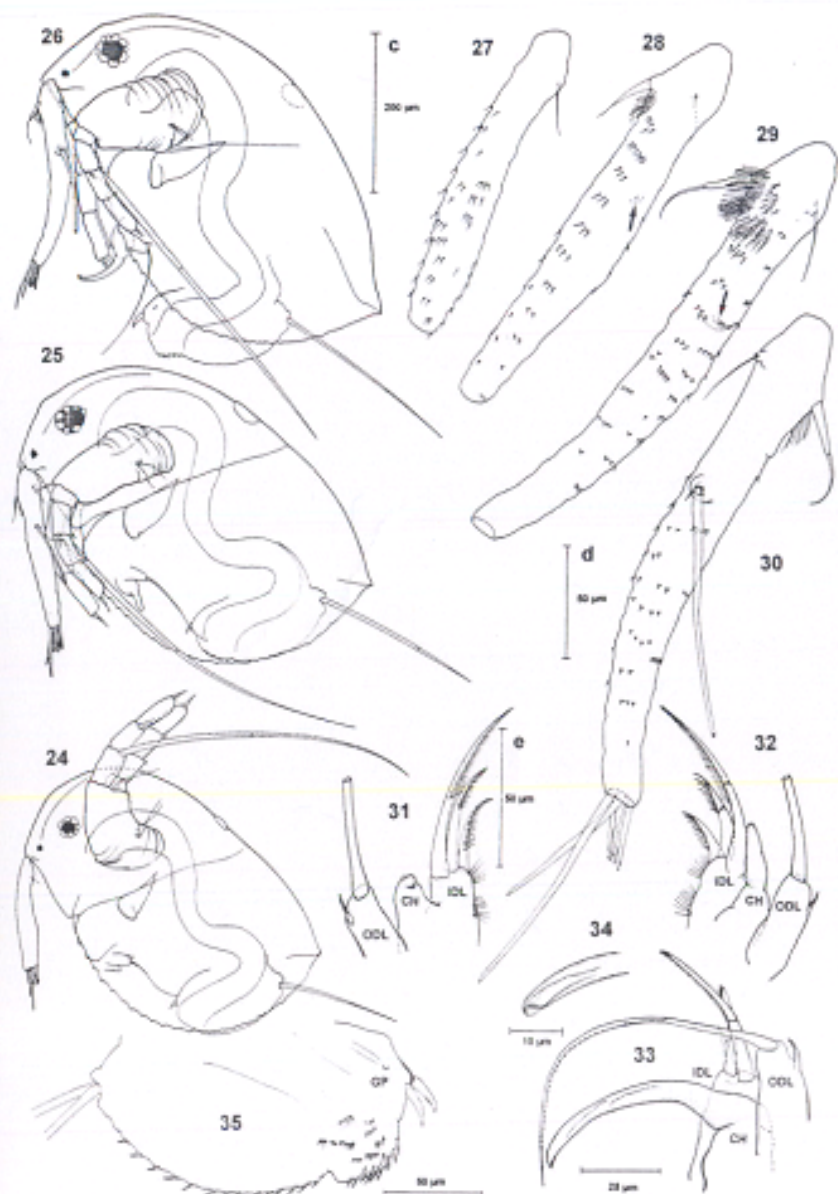 26
c
200 µm
27
28
29
25
d
50 µm
30
24
e
50 µm
31
32
CH
IDL
ODL
IDL
CH
ODL
34
10 µm
33
IDL
ODL
CH
GP
35
50 µm
20 µm